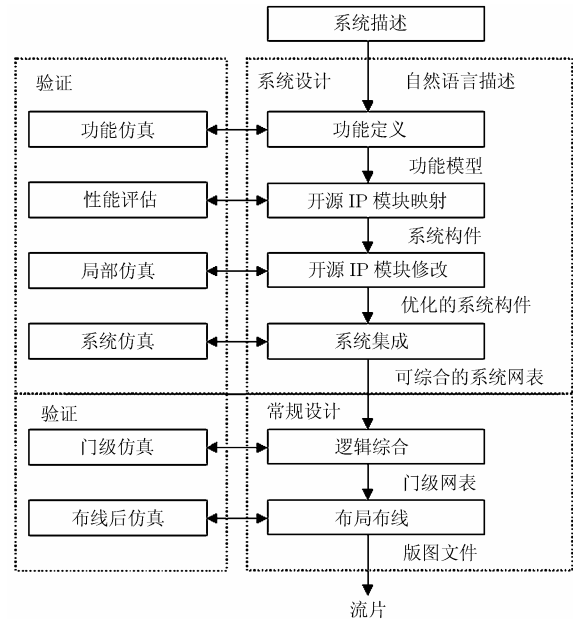 系统描述
验证
系统设计
自然语言描述
功能仿真
功能定义
功能模型
性能评估
开源 IP 模块映射
系统构件
局部仿真
开源 IP 模块修改
优化的系统构件
系统仿真
系统集成
可综合的系统网表
验证
常规设计
门级仿真
逻辑综合
门级网表
布线后仿真
布局布线
版图文件
流片